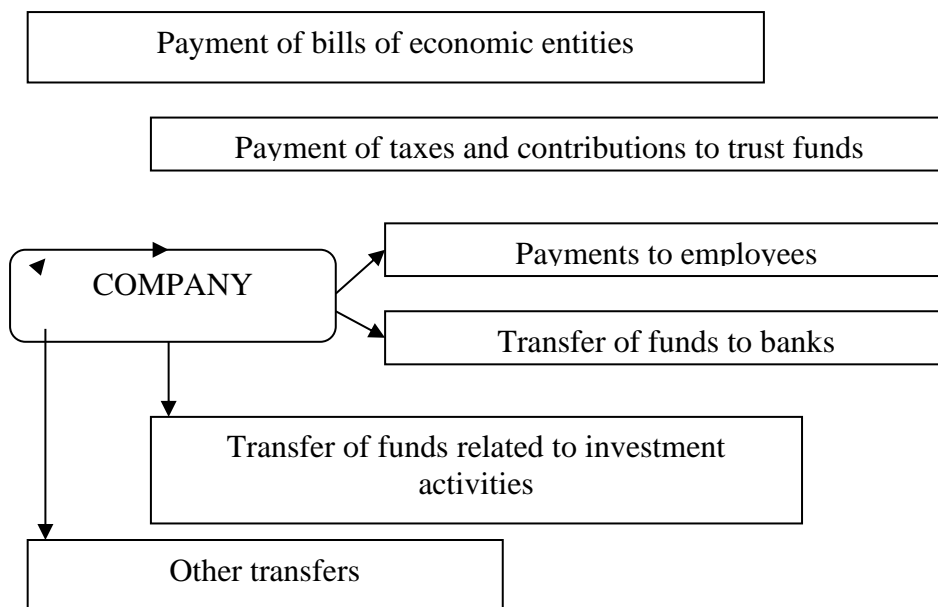 Payment of bills of economic entities
Payment of taxes and contributions to trust funds
Payments to employees
COMPANY
Transfer of funds to banks
Transfer of funds related to investment
activities
Other transfers